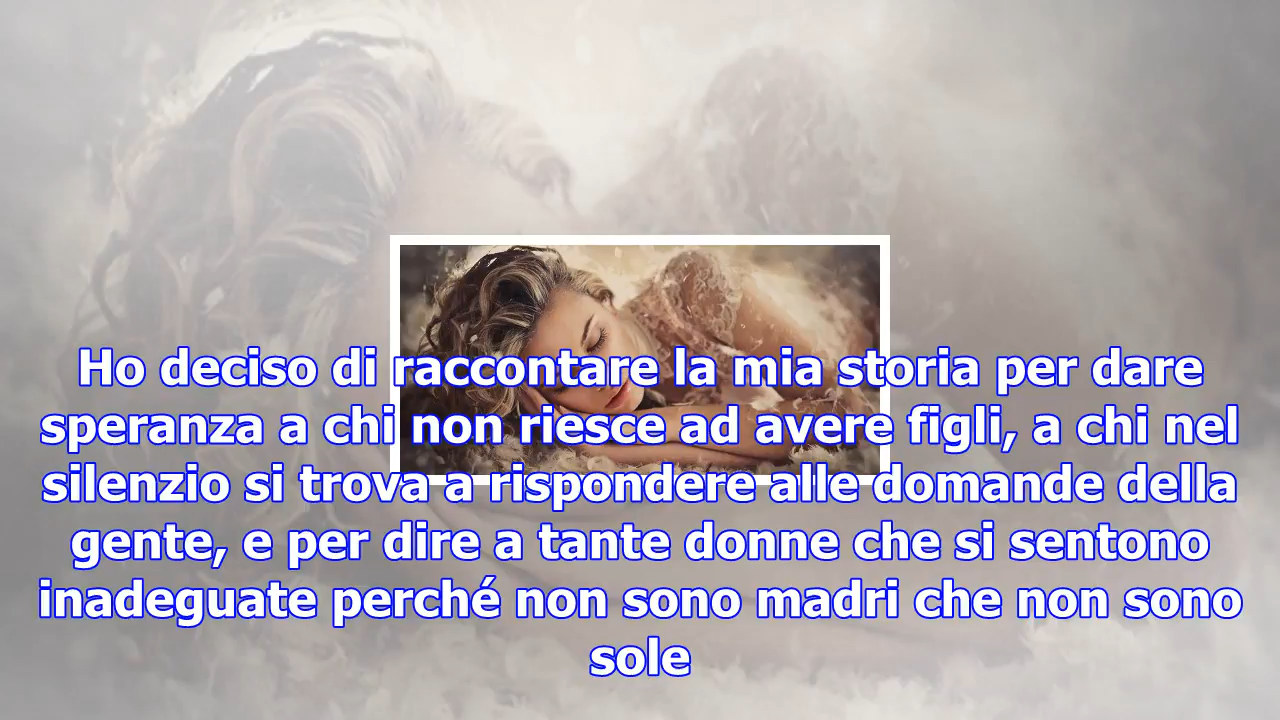 Ho deciso di raccontare la mia storia per dare
speranza a chi non riesce ad avere figli, a chi nel
silenzio si trova a rispondere alle domande della
gente, e per dire a tante donne che si sentono
inadeguate perché non sono madri che non sono
sole